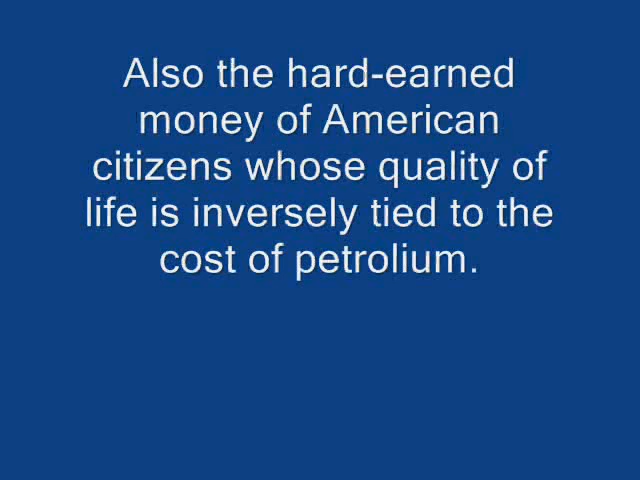 Also the hard-earned
money of American
citizens whose quality of
life is inversely tied to the
cost of petrolium.